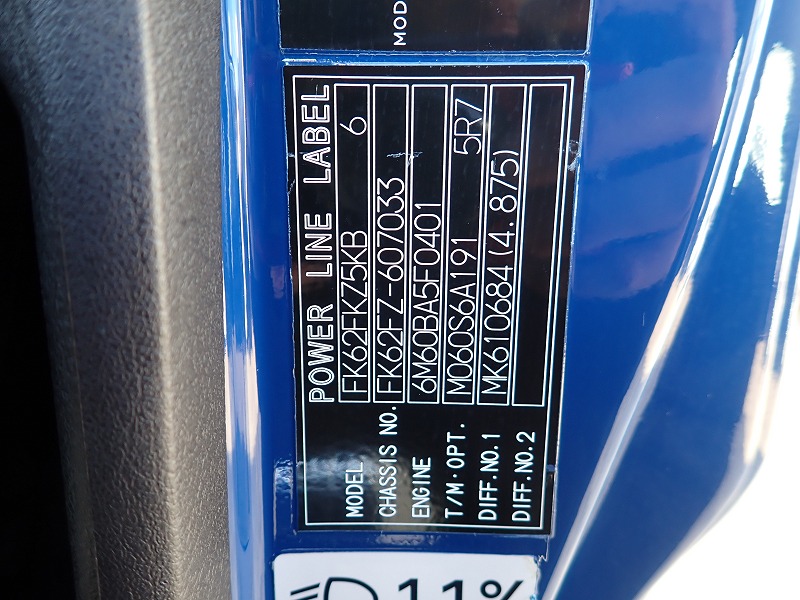 MOD
POWER LINE LABEL
MODEL FK62FKZ5KB 6
CHASSIS NO. FK62FZ-607033
ENGINE 6M60BA5F0401
T/M·OPT. M060S6A191 5R7
DIFF.NO.1 MK610684(4.875)
DIFF.NO.2
11%